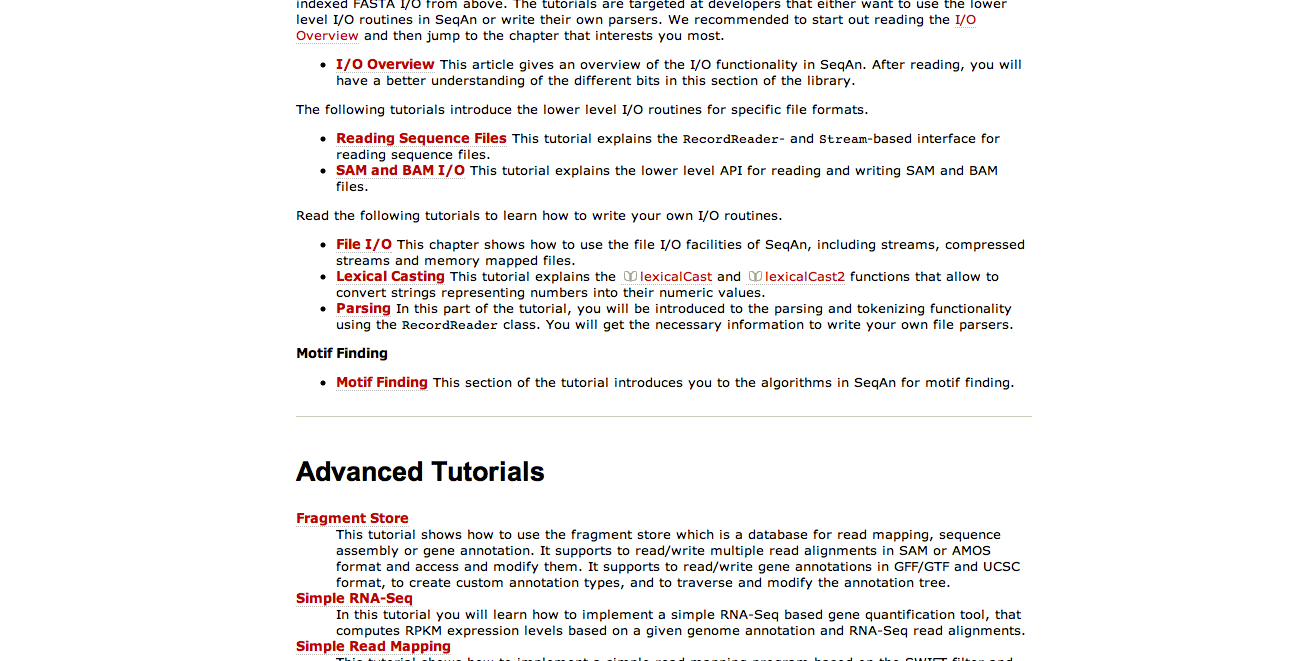 indexed FASTA I/O from above. The tutorials are targeted at developers that either want to use the lower
level I/O routines in SeqAn or write their own parsers. We recommended to start out reading the I/O
Overview and then jump to the chapter that interests you most.
• I/O Overview This article gives an overview of the I/O functionality in SeqAn. After reading, you will
have a better understanding of the different bits in this section of the library.
The following tutorials introduce the lower level I/O routines for specific file formats.
• Reading Sequence Files This tutorial explains the RecordReader- and Stream-based interface for
reading sequence files.
• SAM and BAM I/O This tutorial explains the lower level API for reading and writing SAM and BAM
files.
Read the following tutorials to learn how to write your own I/O routines.
• File I/O This chapter shows how to use the file I/O facilities of SeqAn, including streams, compressed
streams and memory mapped files.
• Lexical Casting This tutorial explains the lexicalCast and lexicalCast2 functions that allow to
convert strings representing numbers into their numeric values.
• Parsing In this part of the tutorial, you will be introduced to the parsing and tokenizing functionality
using the RecordReader class. You will get the necessary information to write your own file parsers.
Motif Finding
• Motif Finding This section of the tutorial introduces you to the algorithms in SeqAn for motif finding.
Advanced Tutorials
Fragment Store
This tutorial shows how to use the fragment store which is a database for read mapping, sequence
assembly or gene annotation. It supports to read/write multiple read alignments in SAM or AMOS
format and access and modify them. It supports to read/write gene annotations in GFF/GTF and UCSC
format, to create custom annotation types, and to traverse and modify the annotation tree.
Simple RNA-Seq
In this tutorial you will learn how to implement a simple RNA-Seq based gene quantification tool, that
computes RPKM expression levels based on a given genome annotation and RNA-Seq read alignments.
Simple Read Mapping